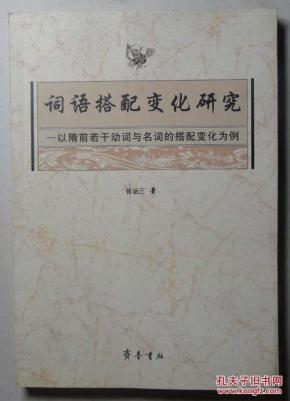 词语搭配变化研究
—以隋前若干动词与名词的搭配变化为例
张诒三 著
齐鲁书社
孔夫子旧书网